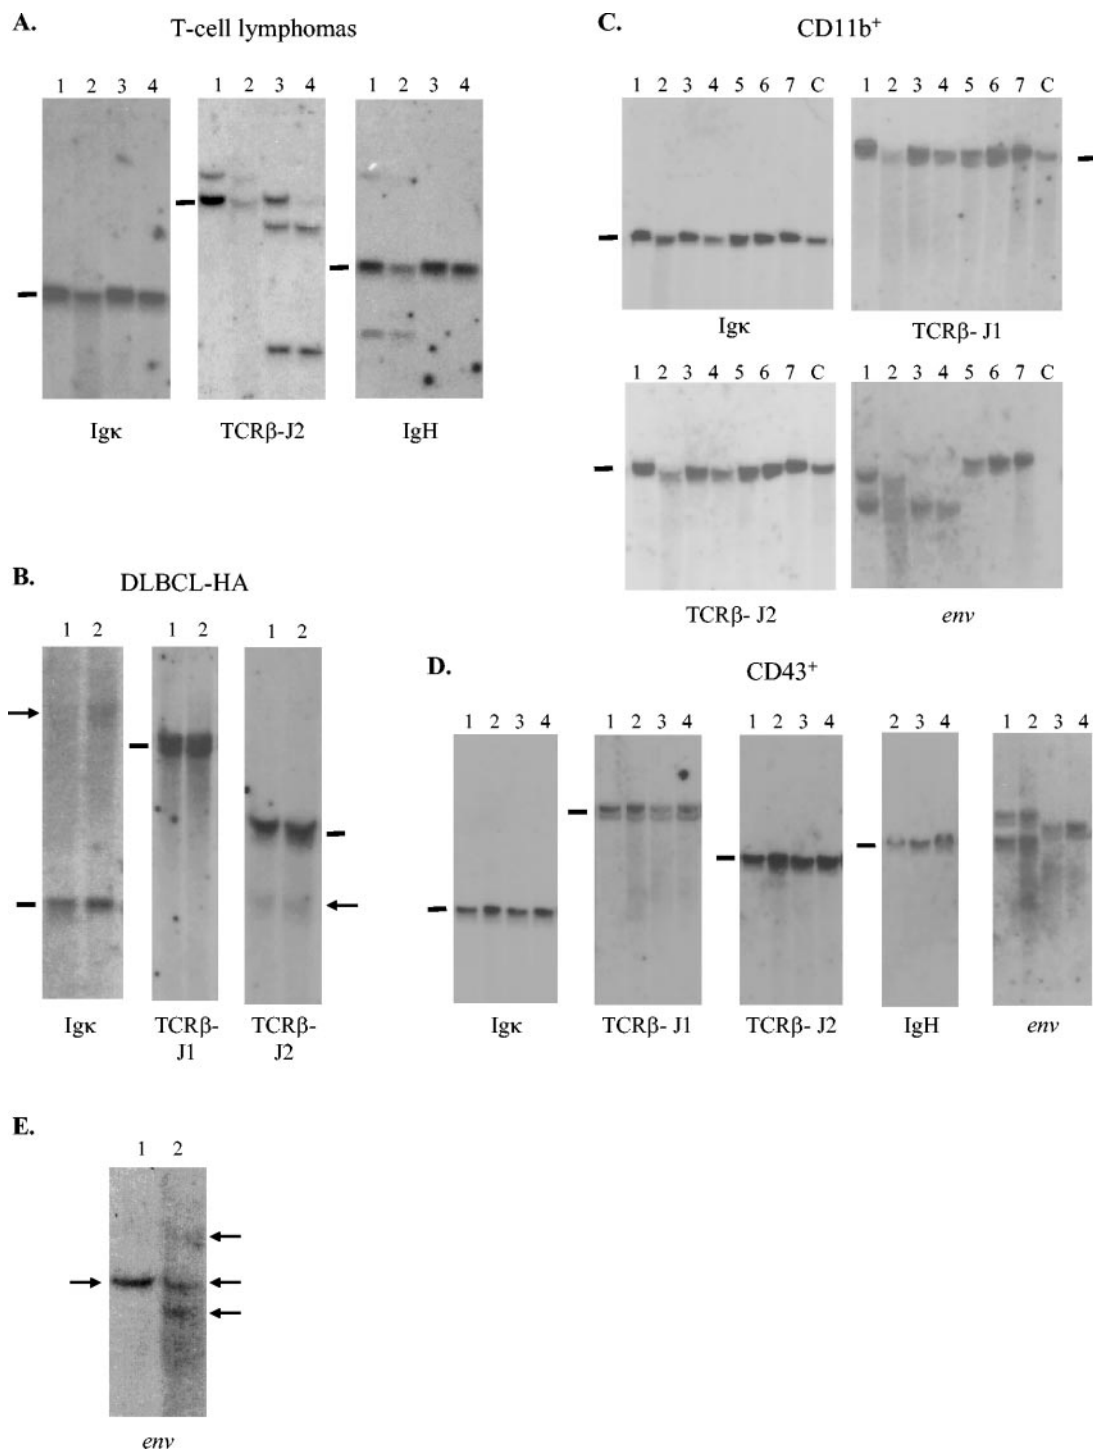 A.
T-cell lymphomas
1 2 3 4
1 2 3 4
1 2 3 4
Igκ
TCRβ-J2
IgH
B.
DLBCL-HA
1 2
1 2
1 2
Igκ
TCRβ-
J1
TCRβ-
J2
C.
CD11b+
1 2 3 4 5 6 7 C
1 2 3 4 5 6 7 C
Igκ
TCRβ- J1
1 2 3 4 5 6 7 C
1 2 3 4 5 6 7 C
TCRβ- J2
env
D.
CD43+
1 2 3 4
1 2 3 4
1 2 3 4
2 3 4
1 2 3 4
Igκ
TCRβ- J1
TCRβ- J2
IgH
env
E.
1 2
env